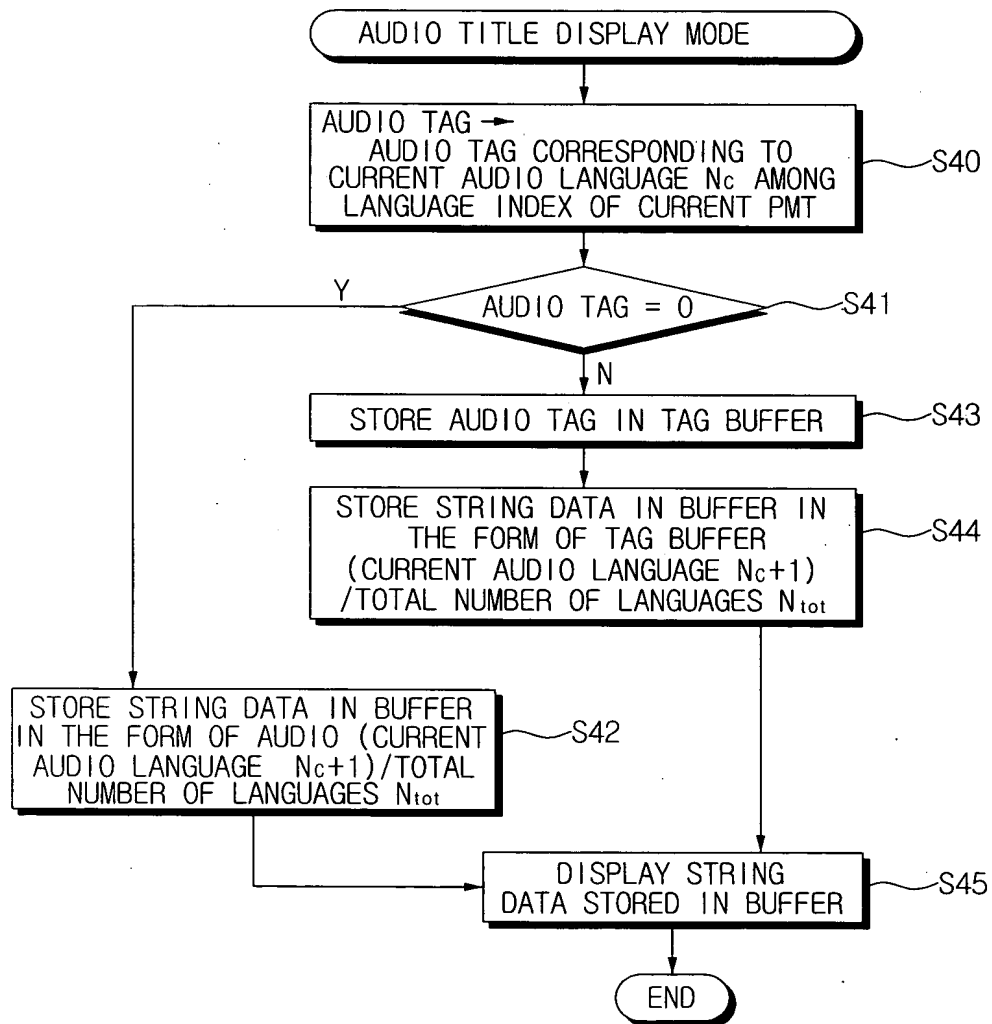 AUDIO TITLE DISPLAY MODE
AUDIO TAG →
AUDIO TAG CORRESPONDING TO
CURRENT AUDIO LANGUAGE Nc AMONG
LANGUAGE INDEX OF CURRENT PMT
S40
Y
AUDIO TAG = 0
S41
N
STORE AUDIO TAG IN TAG BUFFER
S43
STORE STRING DATA IN BUFFER IN
THE FORM OF TAG BUFFER
(CURRENT AUDIO LANGUAGE Nc+1)
/TOTAL NUMBER OF LANGUAGES Ntot
S44
STORE STRING DATA IN BUFFER
IN THE FORM OF AUDIO (CURRENT
AUDIO LANGUAGE Nc+1)/TOTAL
NUMBER OF LANGUAGES Ntot
S42
DISPLAY STRING
DATA STORED IN BUFFER
S45
END